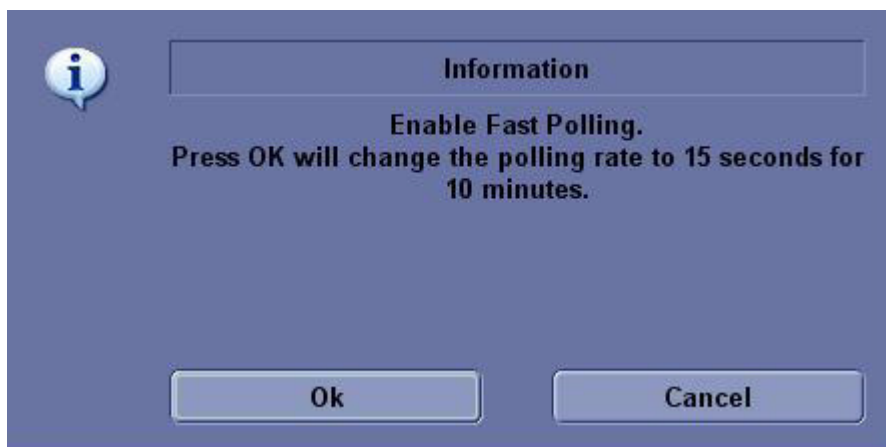 Information
Enable Fast Polling.
Press OK will change the polling rate to 15 seconds for
10 minutes.
Ok
Cancel